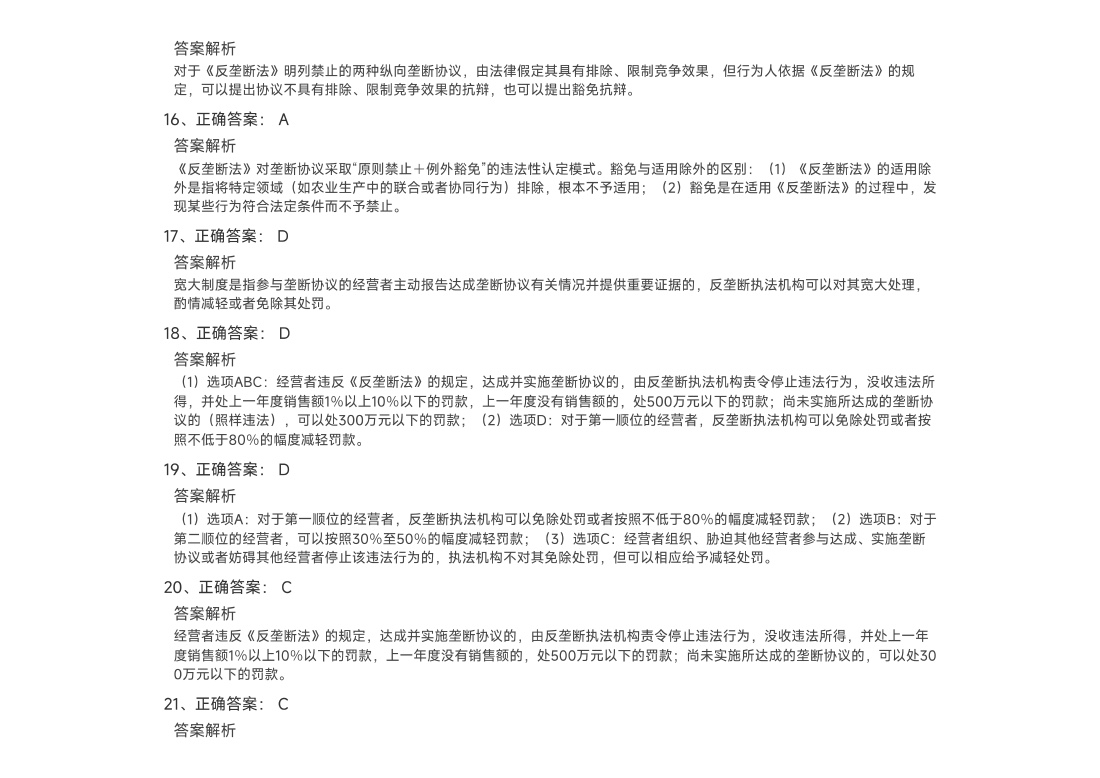 答案解析
对于《反垄断法》明列禁止的两种纵向垄断协议，由法律假定其具有排除、限制竞争效果，但行为人依据《反垄断法》的规
定，可以提出协议不具有排除、限制竞争效果的抗辩，也可以提出豁免抗辩。
16、正确答案： A
答案解析
《反垄断法》对垄断协议采取“原则禁止＋例外豁免”的违法性认定模式。豁免与适用除外的区别：（1）《反垄断法》的适用除
外是指将特定领域（如农业生产中的联合或者协同行为）排除，根本不予适用；（2）豁免是在适用《反垄断法》的过程中，发
现某些行为符合法定条件而不予禁止。
17、正确答案： D
答案解析
宽大制度是指参与垄断协议的经营者主动报告达成垄断协议有关情况并提供重要证据的，反垄断执法机构可以对其宽大处理，
酌情减轻或者免除其处罚。
18、正确答案： D
答案解析
（1）选项ABC：经营者违反《反垄断法》的规定，达成并实施垄断协议的，由反垄断执法机构责令停止违法行为，没收违法所
得，并处上一年度销售额1%以上10%以下的罚款，上一年度没有销售额的，处500万元以下的罚款；尚未实施所达成的垄断协
议的（照样违法），可以处300万元以下的罚款；（2）选项D：对于第一顺位的经营者，反垄断执法机构可以免除处罚或者按
照不低于80%的幅度减轻罚款。
19、正确答案： D
答案解析
（1）选项A：对于第一顺位的经营者，反垄断执法机构可以免除处罚或者按照不低于80%的幅度减轻罚款；（2）选项B：对于
第二顺位的经营者，可以按照30%至50%的幅度减轻罚款；（3）选项C：经营者组织、胁迫其他经营者参与达成、实施垄断
协议或者妨碍其他经营者停止该违法行为的，执法机构不对其免除处罚，但可以相应给予减轻处罚。
20、正确答案： C
答案解析
经营者违反《反垄断法》的规定，达成并实施垄断协议的，由反垄断执法机构责令停止违法行为，没收违法所得，并处上一年
度销售额1%以上10%以下的罚款，上一年度没有销售额的，处500万元以下的罚款；尚未实施所达成的垄断协议的，可以处30
0万元以下的罚款。
21、正确答案： C
答案解析